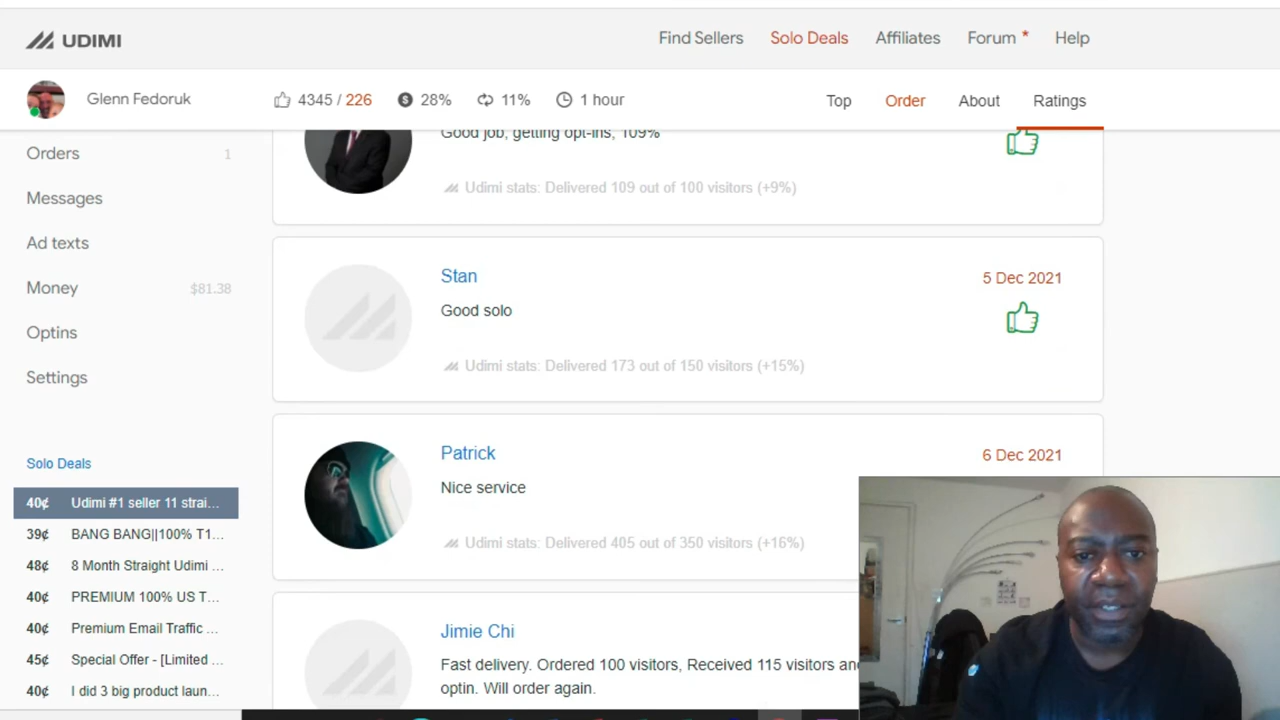 UDIMI
Find Sellers Solo Deals Affiliates Forum * Help
Glenn Fedoruk 4345 / 226 28% 11% 1 hour Top Order About Ratings
Orders 1
Messages
Ad texts
Money $81.38
Optins
Settings
Solo Deals
40¢ Udimi #1 seller 11 strai...
39¢ BANG BANG||100% T1...
48¢ 8 Month Straight Udimi ...
40¢ PREMIUM 100% US T...
40¢ Premium Email Traffic ...
45¢ Special Offer - [Limited ...
40¢ I did 3 big product laun...
Good job, getting opt-ins, 109%
Udimi stats: Delivered 109 out of 100 visitors (+9%)
Stan 5 Dec 2021
Good solo
Udimi stats: Delivered 173 out of 150 visitors (+15%)
Patrick 6 Dec 2021
Nice service
Udimi stats: Delivered 405 out of 350 visitors (+16%)
Jimie Chi
Fast delivery. Ordered 100 visitors, Received 115 visitors and
optin. Will order again.